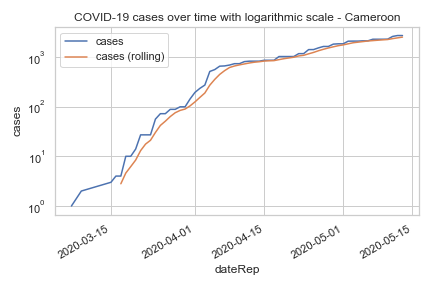 COVID-19 cases over time with logarithmic scale - Cameroon
cases
cases (rolling)
10³
10²
10¹
10⁰
cases
2020-03-15
2020-04-01
2020-04-15
2020-05-01
2020-05-15
dateRep